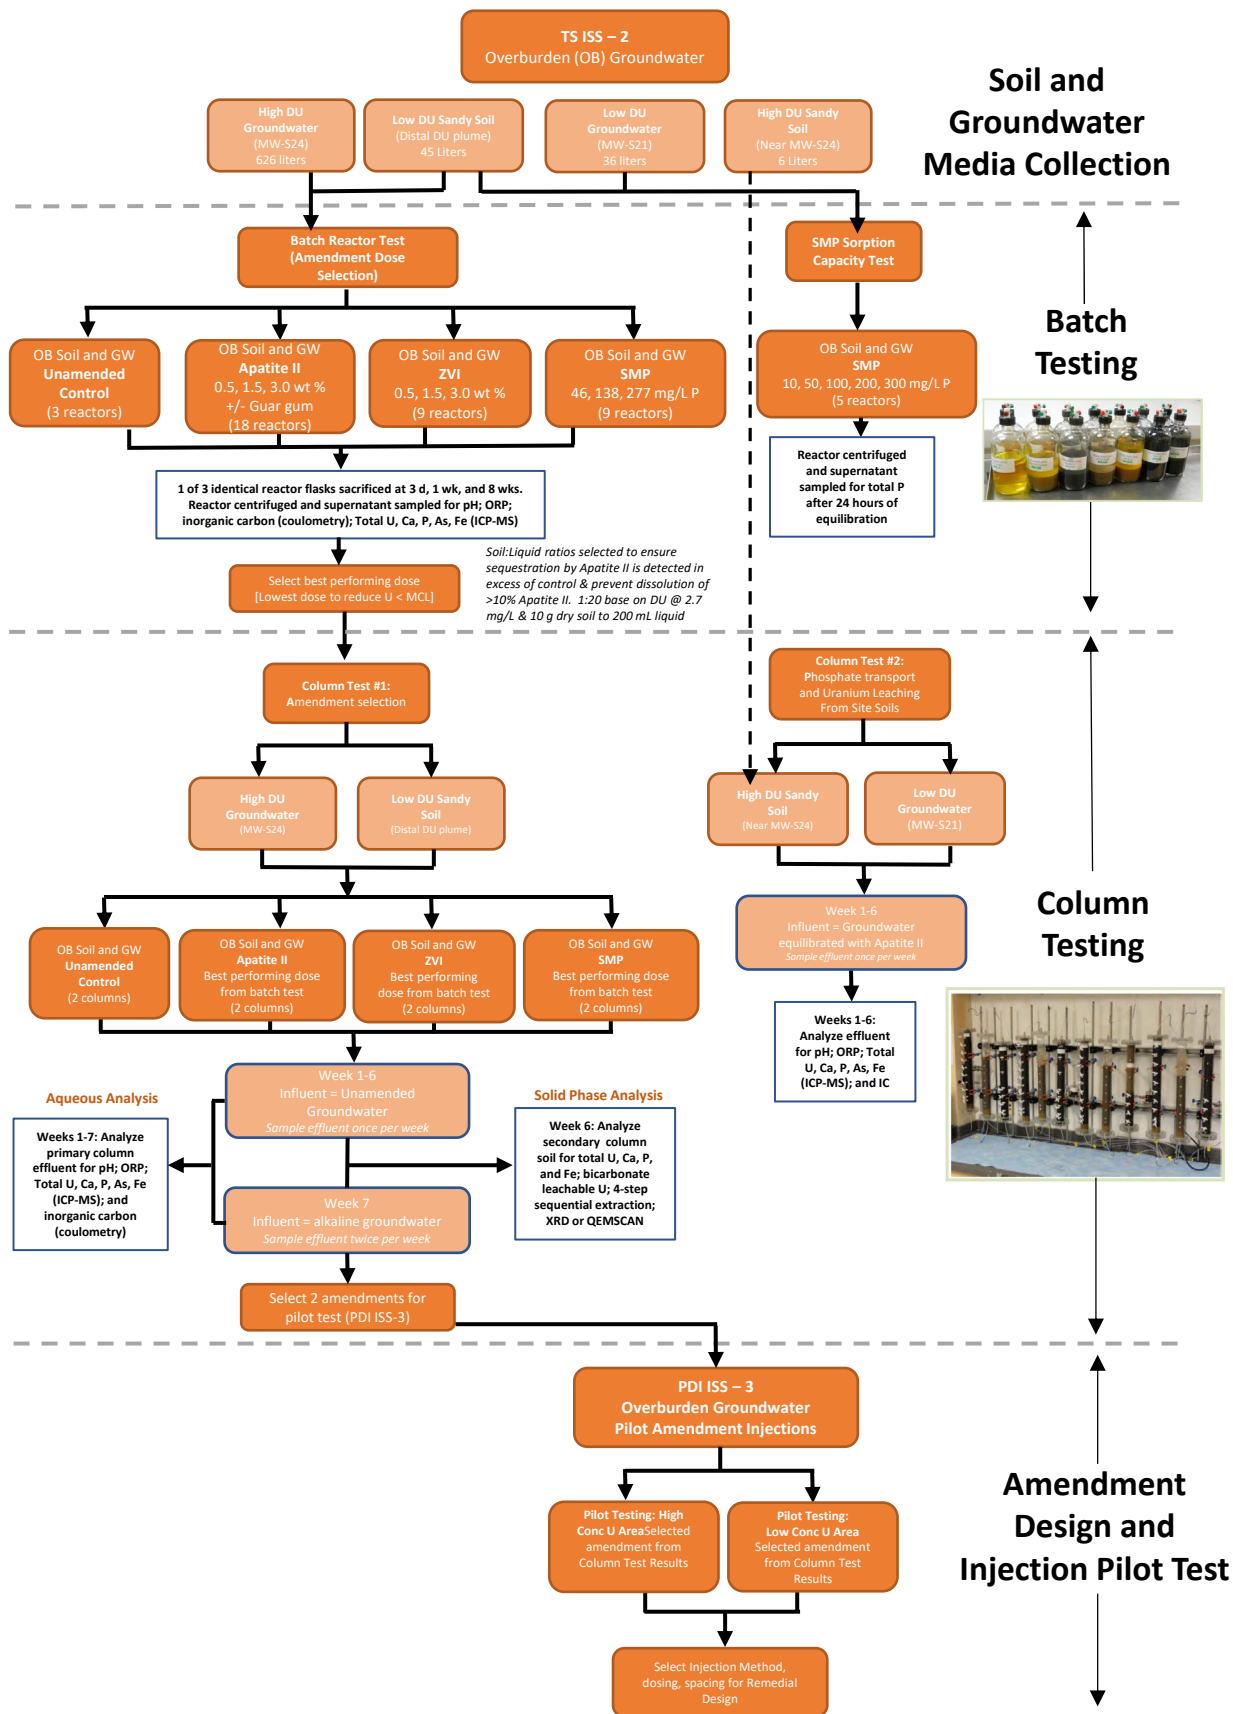 TS ISS – 2
Overburden (OB) Groundwater
Soil and
Groundwater
Media Collection
High DU
Groundwater
(MW-S24)
626 liters
Low DU Sandy Soil
(Distal DU plume)
45 Liters
Low DU
Groundwater
(MW-S21)
36 liters
High DU Sandy
Soil
(Near MW-S24)
6 Liters
Batch Reactor Test
(Amendment Dose
Selection)
SMP Sorption
Capacity Test
Batch
Testing
OB Soil and GW
Unamended
Control
(3 reactors)
OB Soil and GW
Apatite II
0.5, 1.5, 3.0 wt %
+/- Guar gum
(18 reactors)
OB Soil and GW
ZVI
0.5, 1.5, 3.0 wt %
(9 reactors)
OB Soil and GW
SMP
46, 138, 277 mg/L P
(9 reactors)
OB Soil and GW
SMP
10, 50, 100, 200, 300 mg/L P
(5 reactors)
1 of 3 identical reactor flasks sacrificed at 3 d, 1 wk, and 8 wks.
Reactor centrifuged and supernatant sampled for pH; ORP;
inorganic carbon (coulometry); Total U, Ca, P, As, Fe (ICP-MS)
Reactor centrifuged
and supernatant
sampled for total P
after 24 hours of
equilibration
Select best performing dose
[Lowest dose to reduce U < MCL]
Soil:Liquid ratios selected to ensure
sequestration by Apatite II is detected in
excess of control & prevent dissolution of
>10% Apatite II.  1:20 base on DU @ 2.7
mg/L & 10 g dry soil to 200 mL liquid
Column Test #1:
Amendment selection
Column Test #2:
Phosphate transport
and Uranium Leaching
From Site Soils
High DU
Groundwater
(MW-S24)
Low DU Sandy
Soil
(Distal DU plume)
High DU Sandy
Soil
(Near MW-S24)
Low DU
Groundwater
(MW-S21)
Column
Testing
OB Soil and GW
Unamended
Control
(2 columns)
OB Soil and GW
Apatite II
Best performing dose
from batch test
(2 columns)
OB Soil and GW
ZVI
Best performing
dose from batch test
(2 columns)
OB Soil and GW
SMP
Best performing dose
from batch test
(2 columns)
Week 1-6
Influent = Groundwater
equilibrated with Apatite II
Sample effluent once per week
Weeks 1-6:
Analyze effluent
for pH; ORP; Total
U, Ca, P, As, Fe
(ICP-MS); and IC
Week 1-6
Influent = Unamended
Groundwater
Sample effluent once per week
Aqueous Analysis
Weeks 1-7: Analyze
primary column
effluent for pH; ORP;
Total U, Ca, P, As, Fe
(ICP-MS); and
inorganic carbon
(coulometry)
Solid Phase Analysis
Week 6: Analyze
secondary column
soil for total U, Ca, P,
and Fe; bicarbonate
leachable U; 4-step
sequential extraction;
XRD or QEMSCAN
Week 7
Influent = alkaline groundwater
Sample effluent twice per week
Select 2 amendments for
pilot test (PDI ISS-3)
PDI ISS – 3
Overburden Groundwater
Pilot Amendment Injections
Amendment
Design and
Injection Pilot Test
Pilot Testing: High
Conc U AreaSelected
amendment from
Column Test Results
Pilot Testing:
Low Conc U Area
Selected amendment
from Column Test
Results
Select Injection Method,
dosing, spacing for Remedial
Design